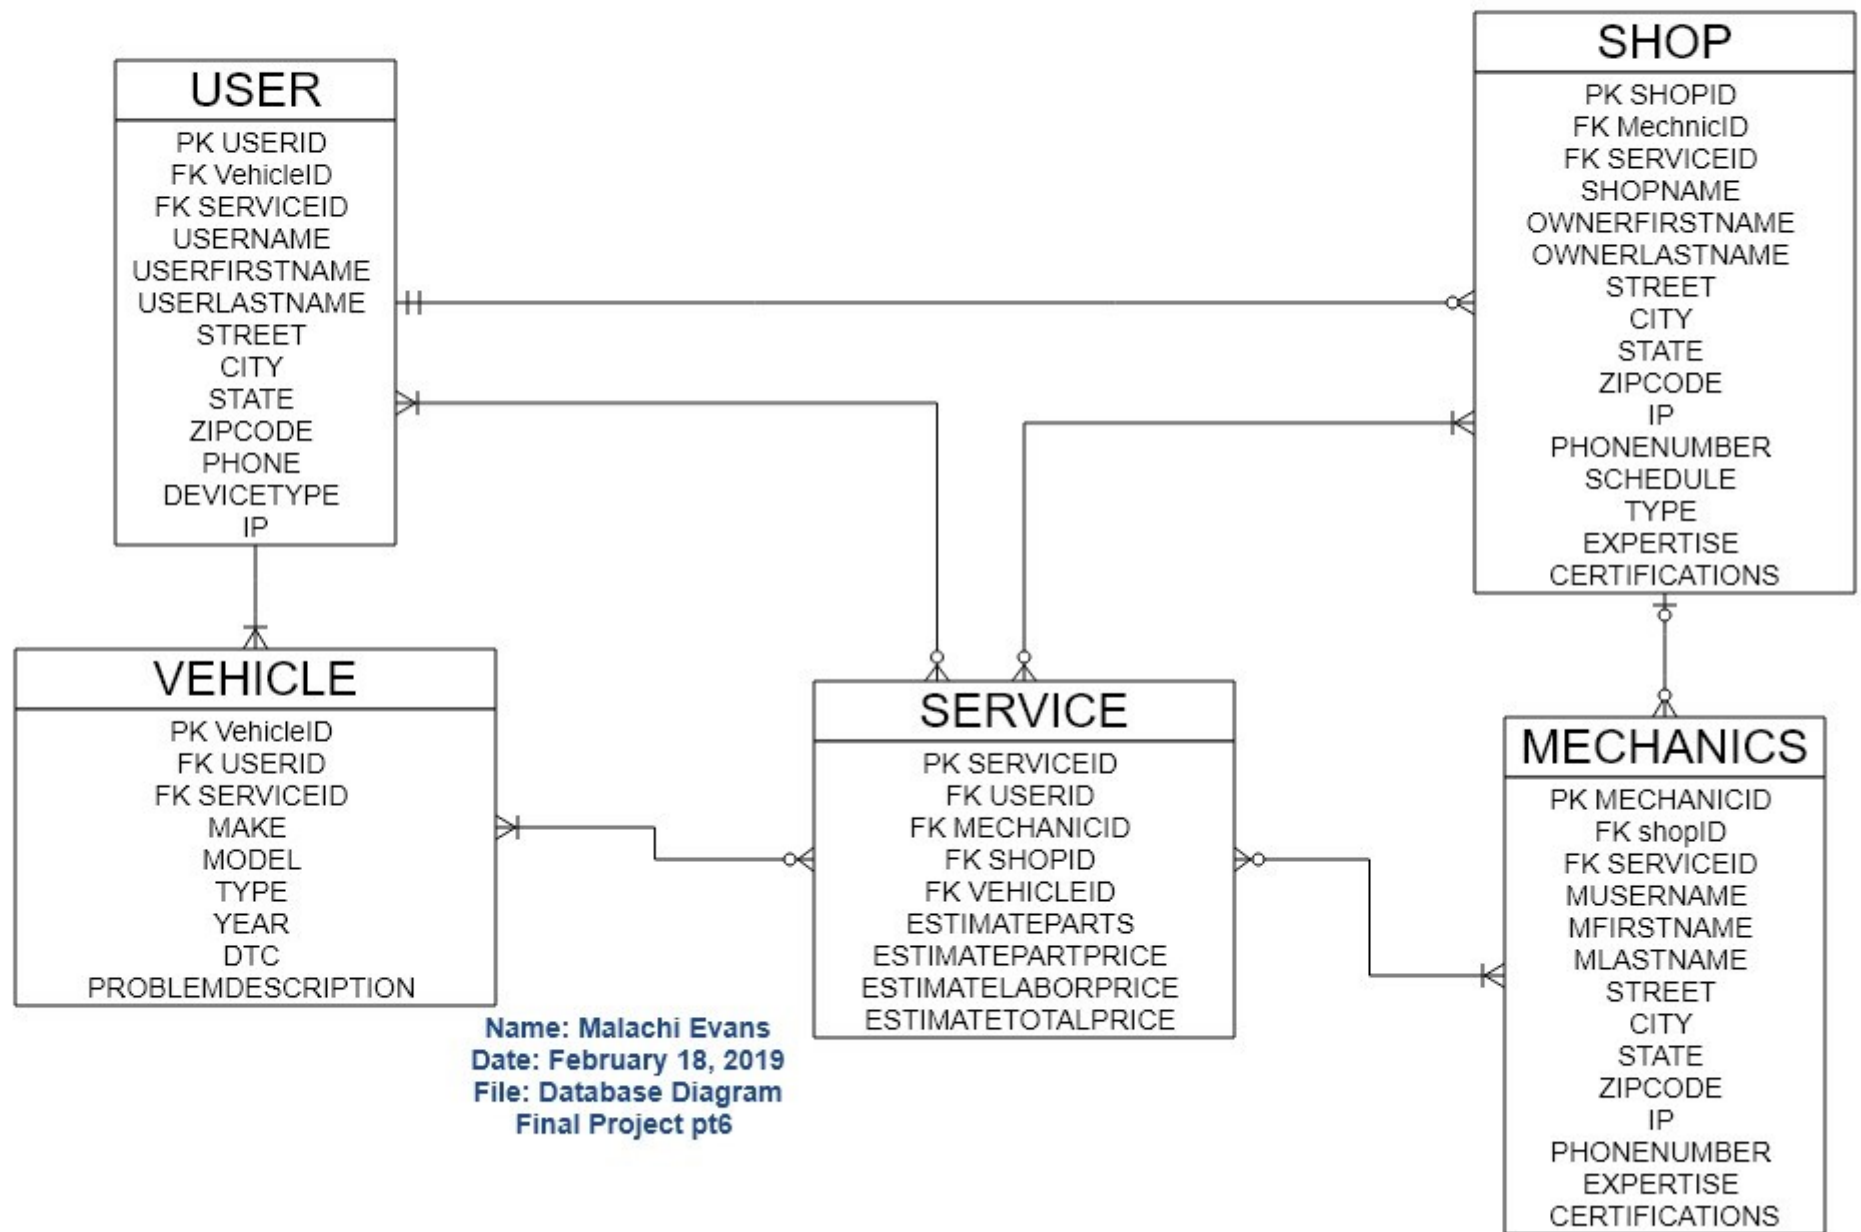 USER
PK USERID
FK VehicleID
FK SERVICEID
USERNAME
USERFIRSTNAME
USERLASTNAME
STREET
CITY
STATE
ZIPCODE
PHONE
DEVICETYPE
IP
SHOP
PK SHOPID
FK MechnicID
FK SERVICEID
SHOPNAME
OWNERFIRSTNAME
OWNERLASTNAME
STREET
CITY
STATE
ZIPCODE
IP
PHONENUMBER
SCHEDULE
TYPE
EXPERTISE
CERTIFICATIONS
VEHICLE
PK VehicleID
FK USERID
FK SERVICEID
MAKE
MODEL
TYPE
YEAR
DTC
PROBLEMDESCRIPTION
SERVICE
PK SERVICEID
FK USERID
FK MECHANICID
FK SHOPID
FK VEHICLEID
ESTIMATEPARTS
ESTIMATEPARTPRICE
ESTIMATELABORPRICE
ESTIMATETOTALPRICE
MECHANICS
PK MECHANICID
FK shopID
FK SERVICEID
MUSERNAME
MFIRSTNAME
MLASTNAME
STREET
CITY
STATE
ZIPCODE
IP
PHONENUMBER
EXPERTISE
CERTIFICATIONS
Name: Malachi Evans
Date: February 18, 2019
File: Database Diagram
Final Project pt6